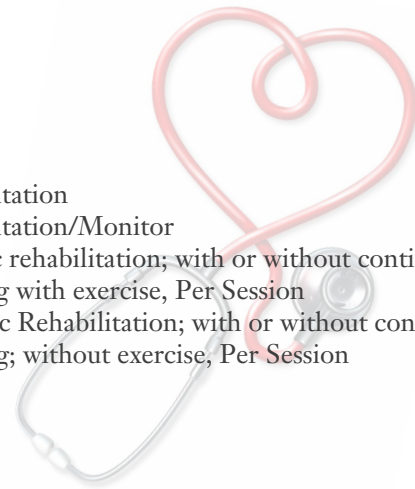 tation
tation/Monitor
c rehabilitation; with or without conti
g with exercise, Per Session
c Rehabilitation; with or without con
g; without exercise, Per Session